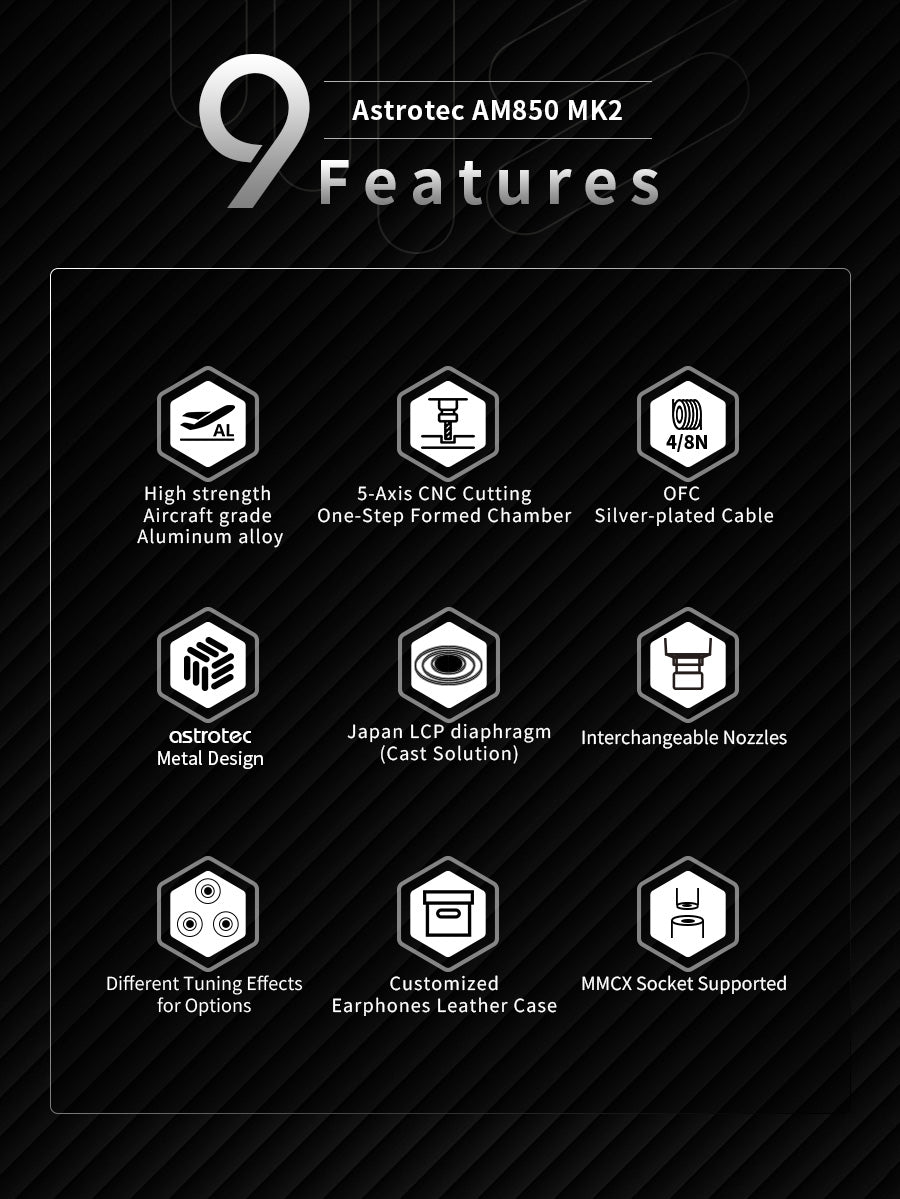 9
Astrotec AM850 MK2
Features
AL
High strength
Aircraft grade
Aluminum alloy
5-Axis CNC Cutting
One-Step Formed Chamber
4/8N
OFC
Silver-plated Cable
astrotec
Metal Design
Japan LCP diaphragm
(Cast Solution)
Interchangeable Nozzles
Different Tuning Effects
for Options
Customized
Earphones Leather Case
MMCX Socket Supported